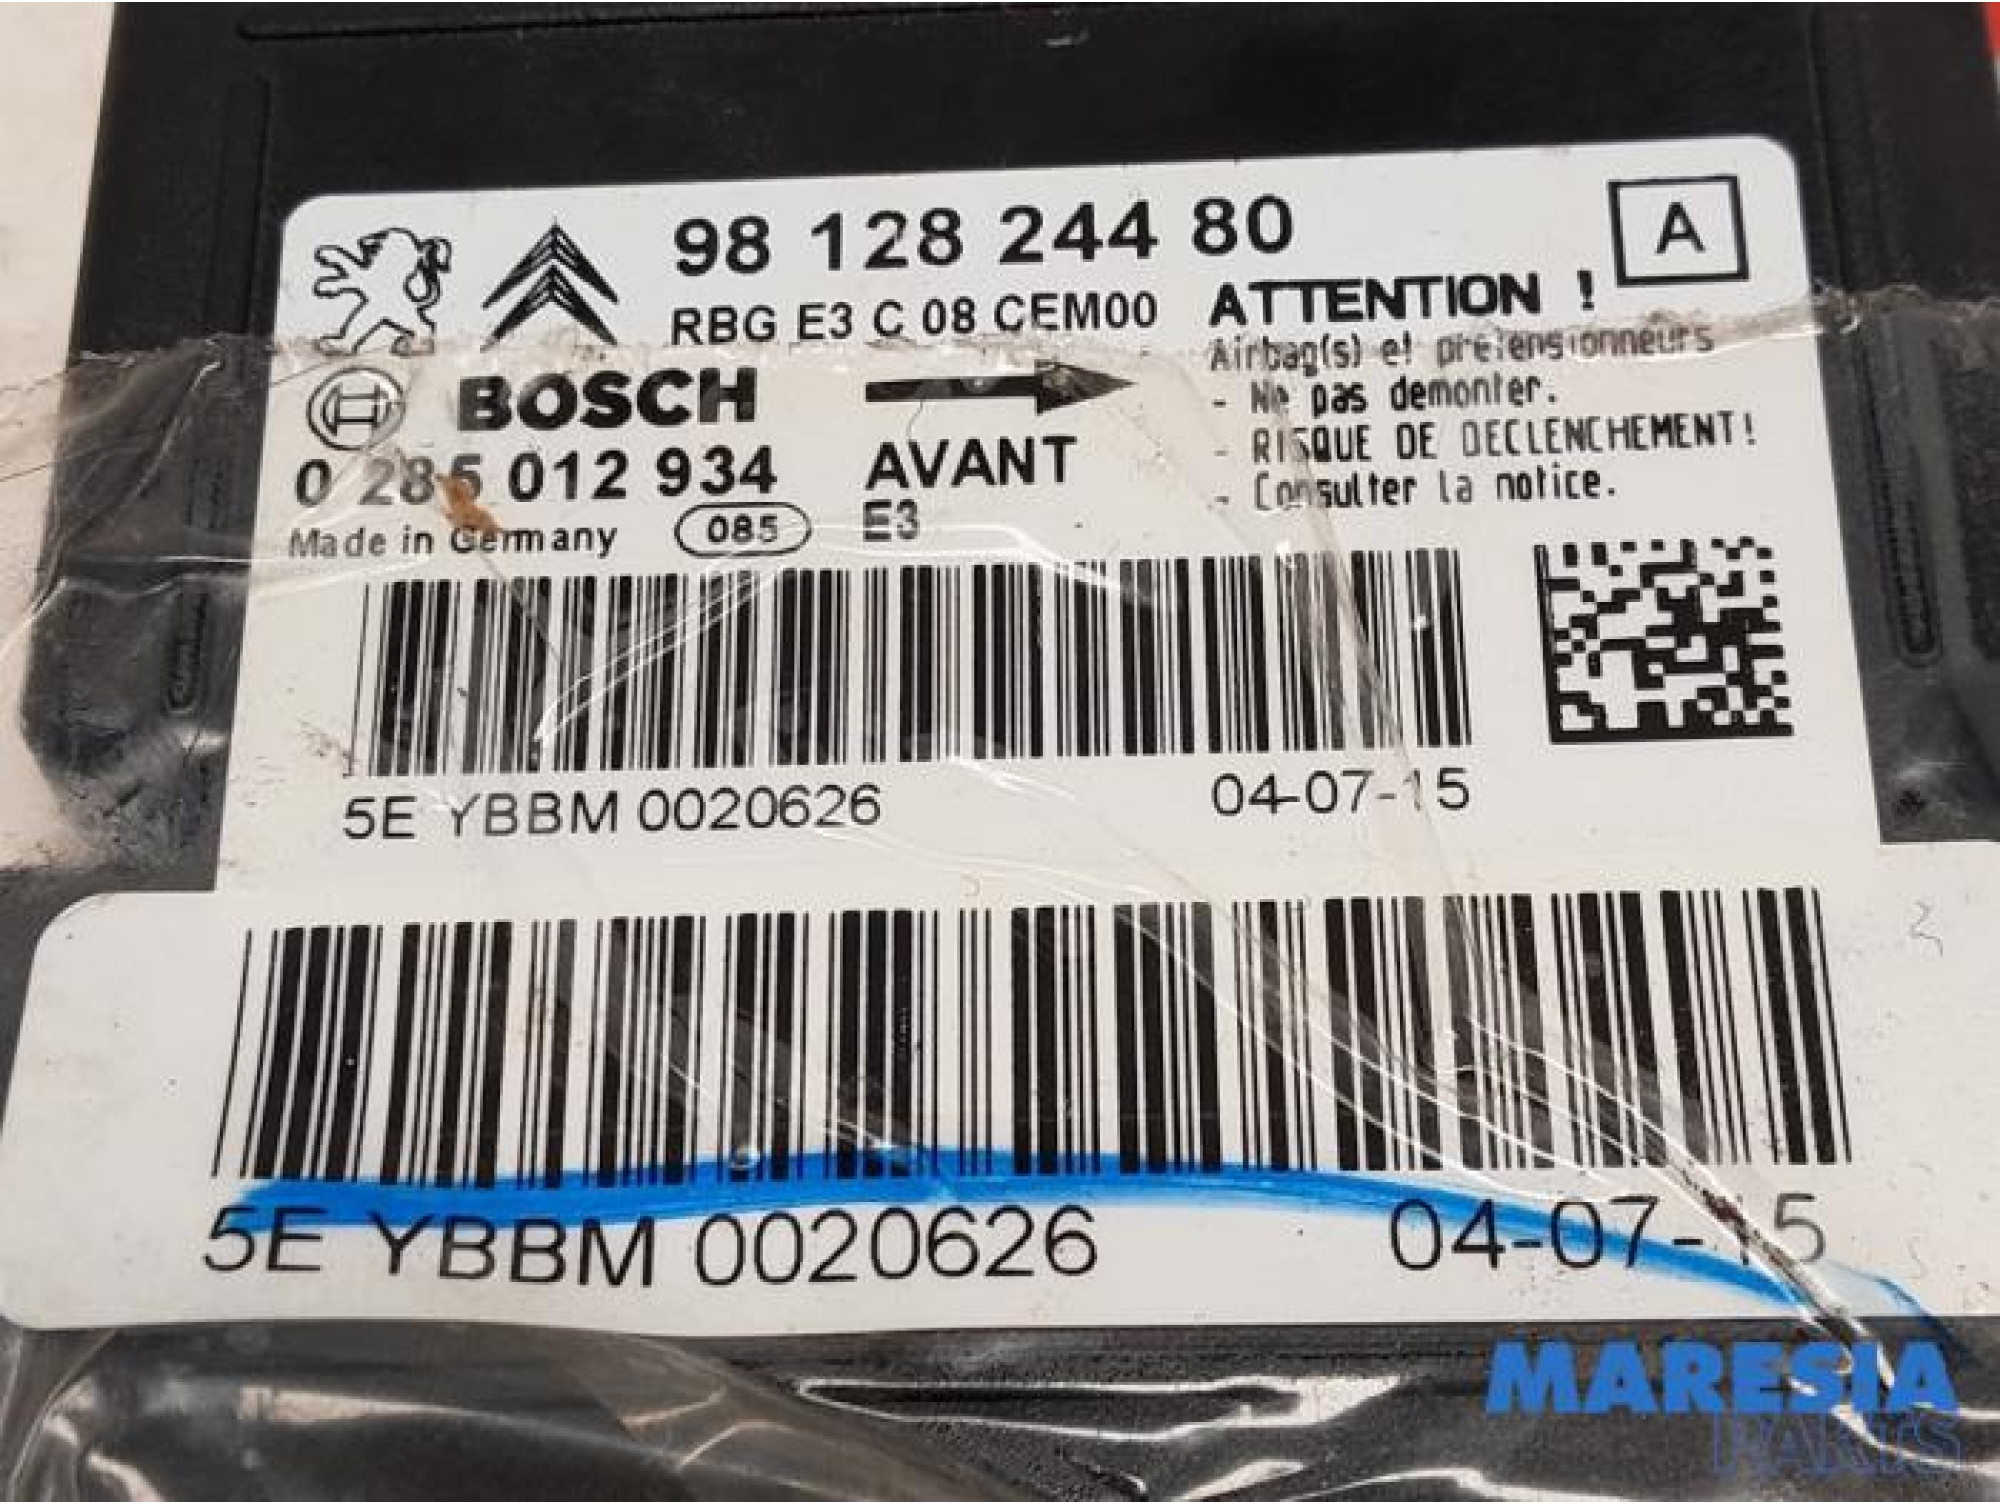 98 128 244 80
A
RBG E3 C 08 CEM00
ATTENTION !
Airbag(s) et pretensionneurs
- Ne pas demonter.
- RISQUE DE DECLENCHEMENT!
- Consulter la notice.
BOSCH
0 285 012 934
AVANT
Made in Germany
085
E3
5E YBBM 0020626
04-07-15
5E YBBM 0020626
04-07-15
MARESIA
PARTS